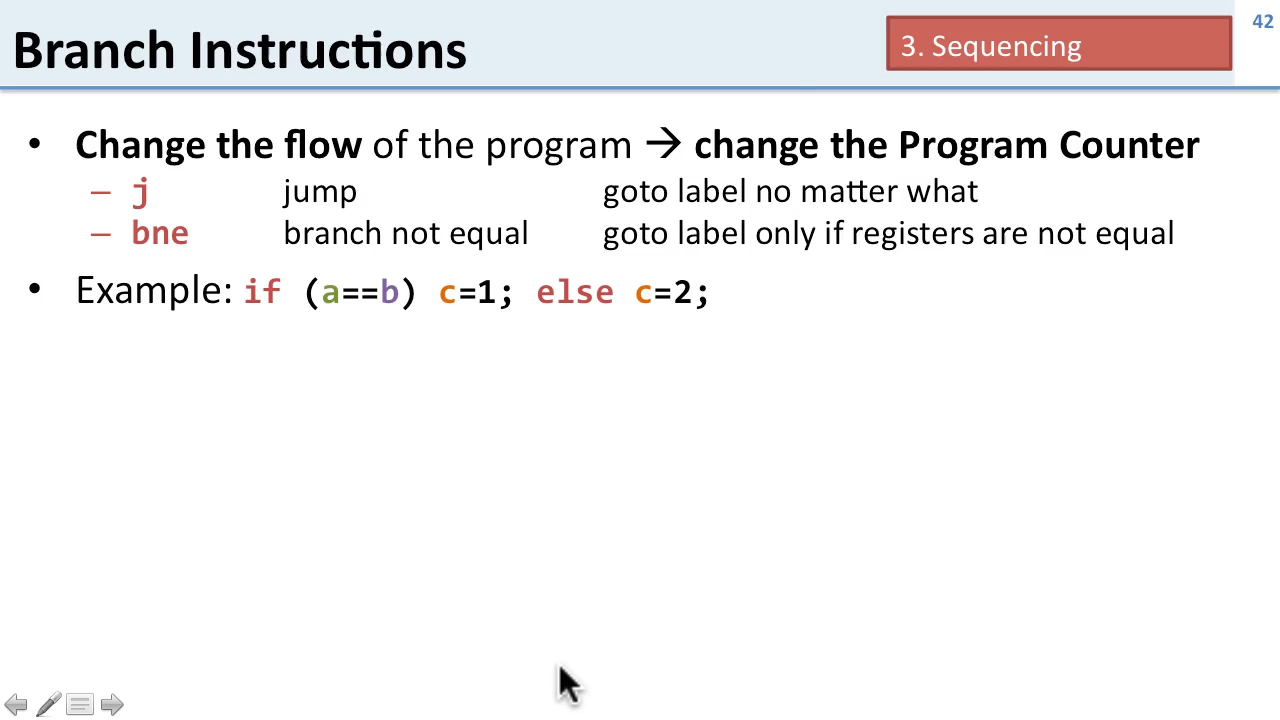 Branch Instructions
3. Sequencing
42
• Change the flow of the program → change the Program Counter
– j jump goto label no matter what
– bne branch not equal goto label only if registers are not equal
• Example: if (a==b) c=1; else c=2;